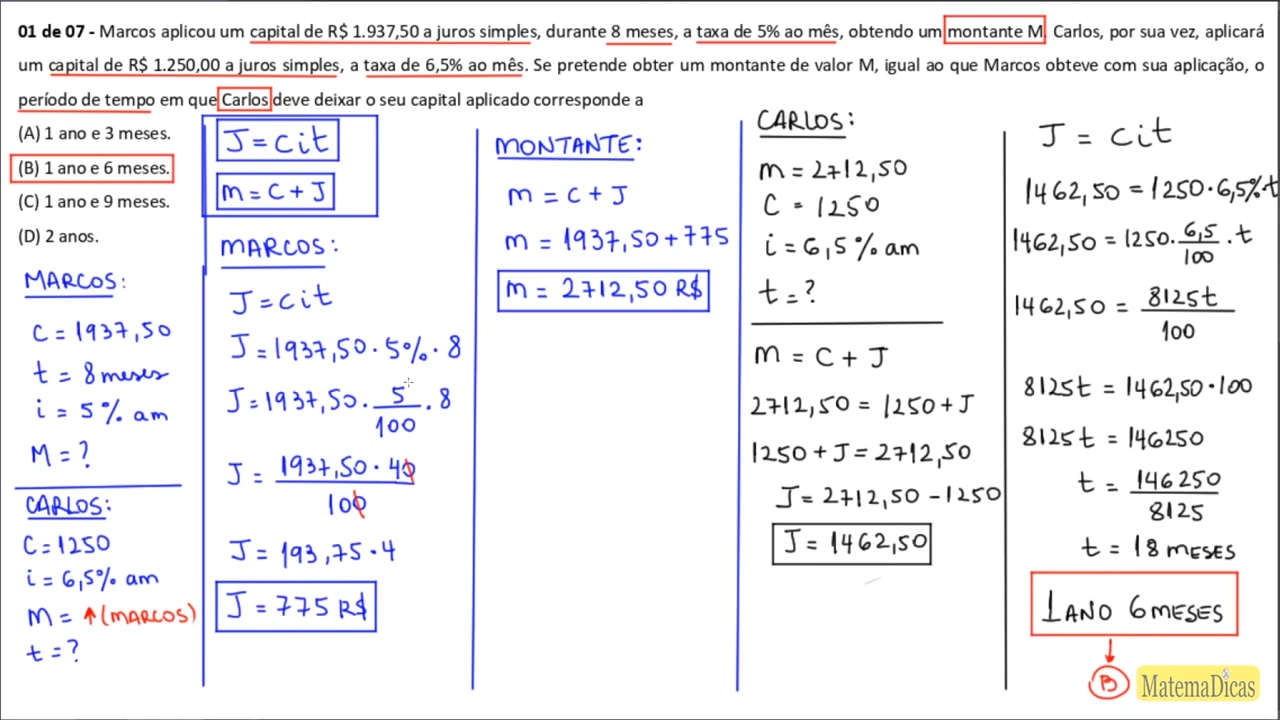 01 de 07 - Marcos aplicou um capital de R$ 1.937,50 a juros simples, durante 8 meses, a taxa de 5% ao mês, obtendo um montante M. Carlos, por sua vez, aplicará
um capital de R$ 1.250,00 a juros simples, a taxa de 6,5% ao mês. Se pretende obter um montante de valor M, igual ao que Marcos obteve com sua aplicação, o
período de tempo em que Carlos deve deixar o seu capital aplicado corresponde a
(A) 1 ano e 3 meses.
(B) 1 ano e 6 meses.
(C) 1 ano e 9 meses.
(D) 2 anos.
MARCOS:
C = 1937,50
t = 8 meses
i = 5% am
M = ?
CARLOS:
C = 1250
i = 6,5% am
M = ↑ (MARCOS)
t = ?
J = cit
m = C + J
MARCOS:
J = cit
J = 1937,50 · 5% · 8
J = 1937,50 · 5/100 · 8
J = 1937,50 · 40/100
J = 193,75 · 4
J = 775 R$
MONTANTE:
m = C + J
m = 1937,50 + 775
m = 2712,50 R$
CARLOS:
m = 2712,50
C = 1250
i = 6,5% am
t = ?
m = C + J
2712,50 = 1250 + J
1250 + J = 2712,50
J = 2712,50 - 1250
J = 1462,50
J = cit
1462,50 = 1250 · 6,5% t
1462,50 = 1250 · 6,5/100 · t
1462,50 = 8125t/100
8125t = 1462,50 · 100
8125t = 146250
t = 146250/8125
t = 18 MESES
1 ANO 6 MESES
B
MatemaDicas